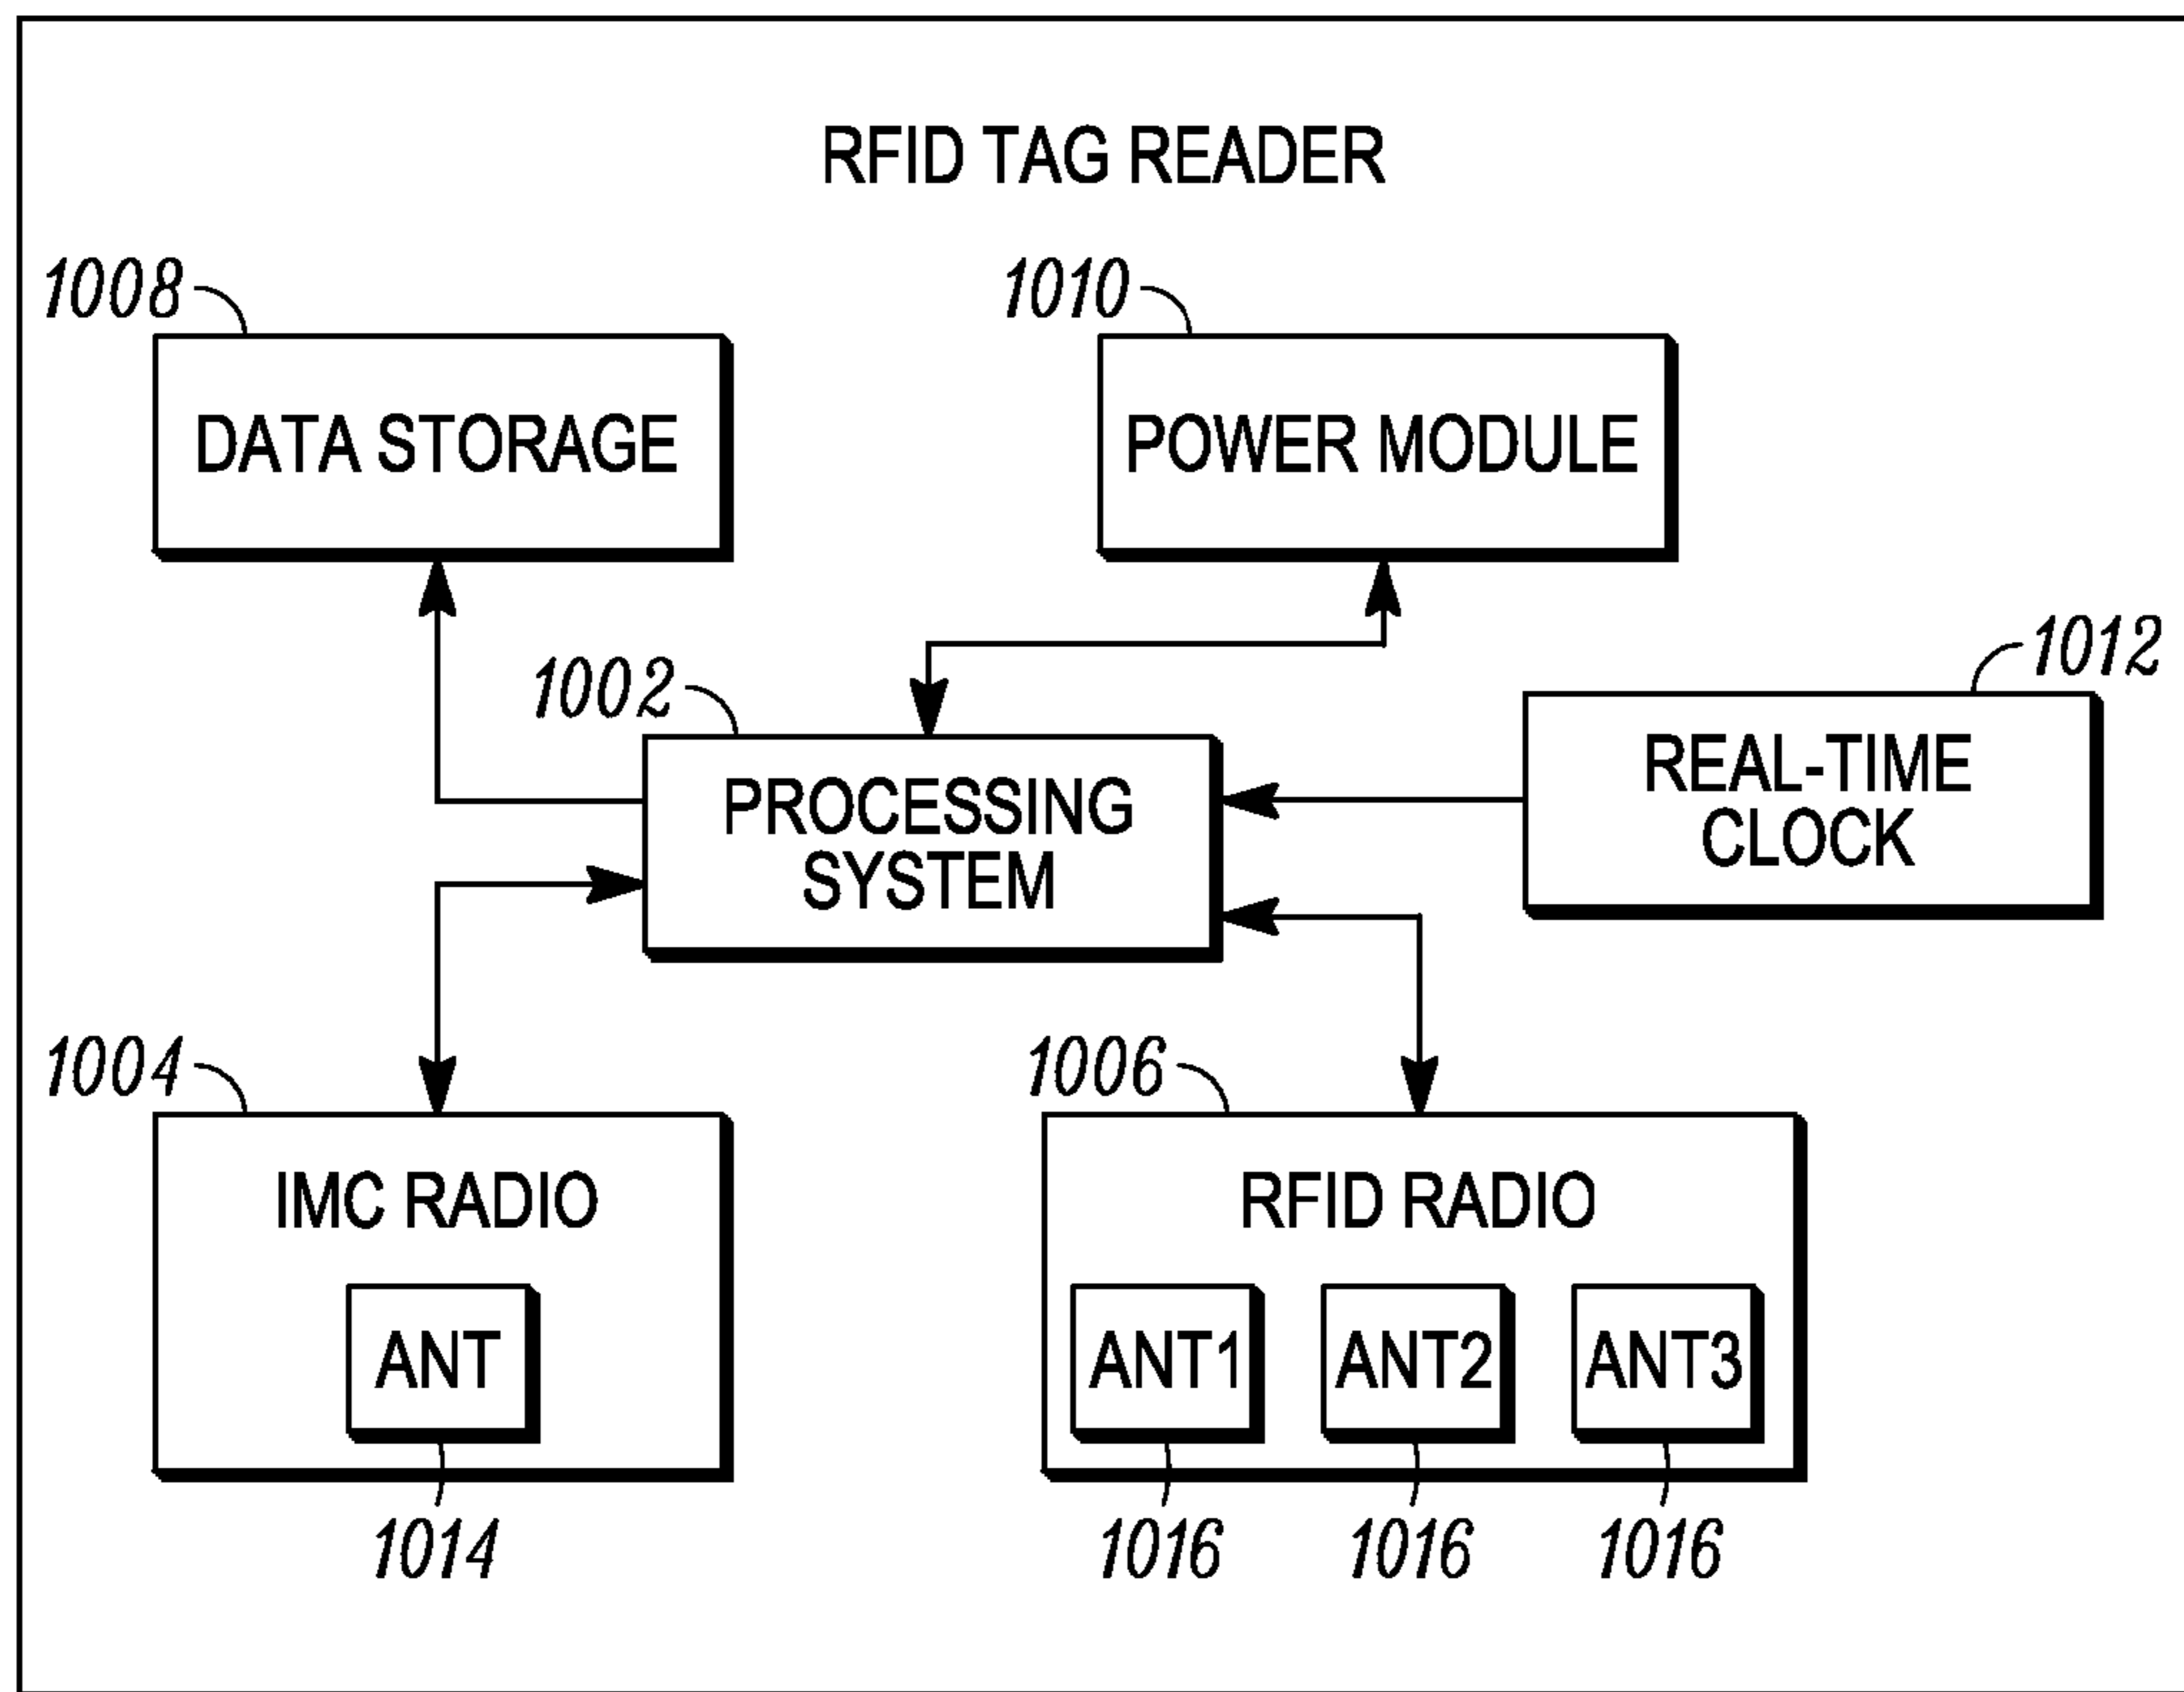 RFID TAG READER
1008
1010
DATA STORAGE
POWER MODULE
1002
1012
PROCESSING
SYSTEM
REAL-TIME
CLOCK
1004
1006
IMC RADIO
RFID RADIO
ANT
ANT1
ANT2
ANT3
1014
1016
1016
1016